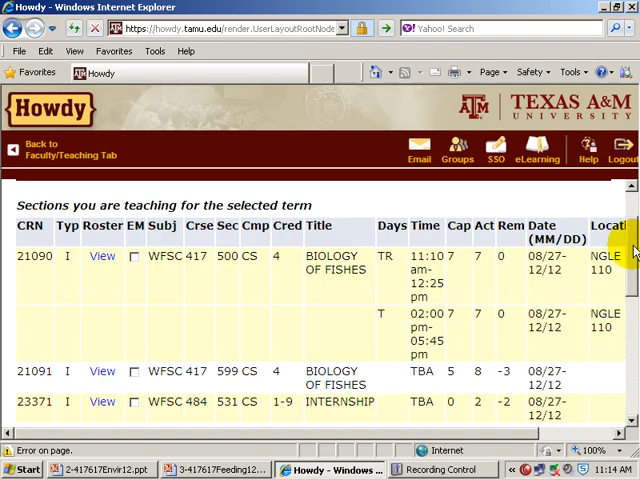 Howdy - Windows Internet Explorer
https://howdy.tamu.edu/render.UserLayoutRootNode
Yahoo! Search
File Edit View Favorites Tools Help
Favorites Howdy Page Safety Tools
Howdy
TEXAS A&M
UNIVERSITY
Back to
Faculty/Teaching Tab
Email Groups SSO eLearning Help Logout
Sections you are teaching for the selected term
CRN Typ Roster EM Subj Crse Sec Cmp Cred Title Days Time Cap Act Rem Date Locati
(MM/DD)
21090 I View WFSC 417 500 CS 4 BIOLOGY TR 11:10 7 7 0 08/27- NGLE
OF FISHES am- 12/12 110
12:25
pm
T 02:00 7 7 0 08/27- NGLE
pm- 12/12 110
05:45
pm
21091 I View WFSC 417 599 CS 4 BIOLOGY TBA 5 8 -3 08/27-
OF FISHES 12/12
23371 I View WFSC 484 531 CS 1-9 INTERNSHIP TBA 0 2 -2 08/27-
12/12
Error on page. Internet 100%
Start 2-417617Envir12.ppt 3-417617Feeding12... Howdy - Windows ... Recording Control 11:14 AM